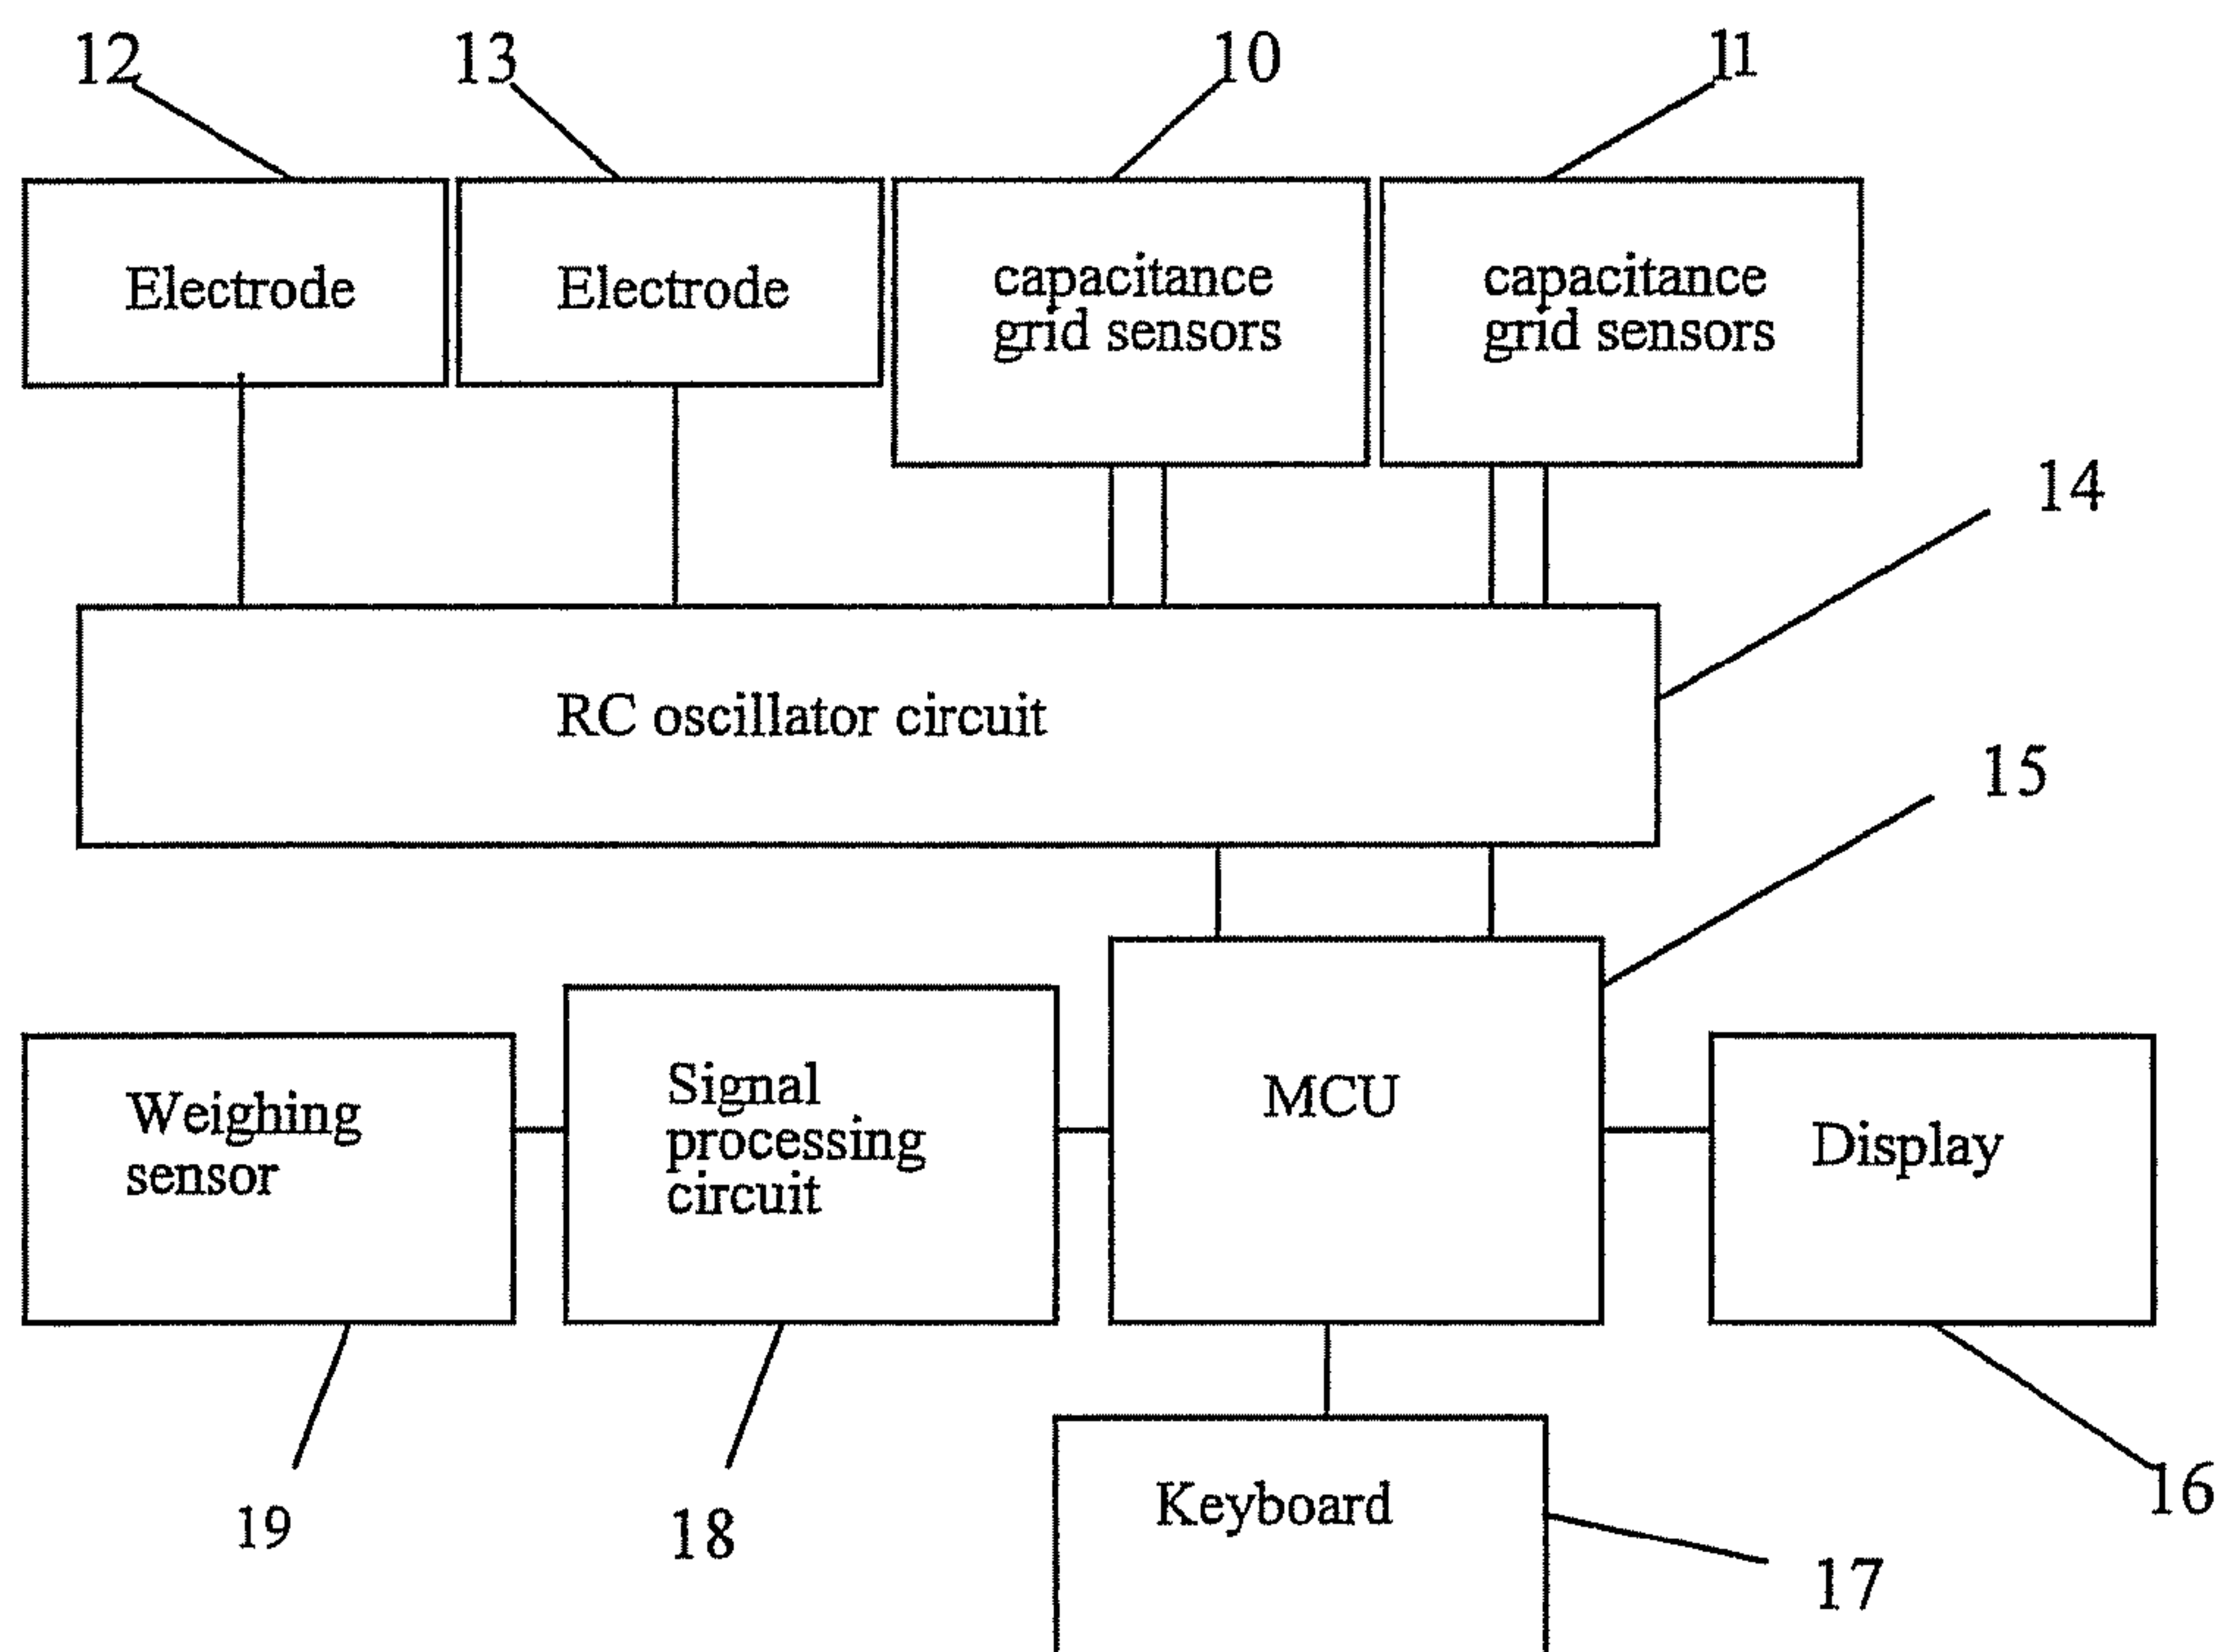 12
13
10
11
Electrode
Electrode
capacitance
grid sensors
capacitance
grid sensors
14
RC oscillator circuit
15
Weighing
sensor
Signal
processing
circuit
MCU
Display
16
Keyboard
19
18
17